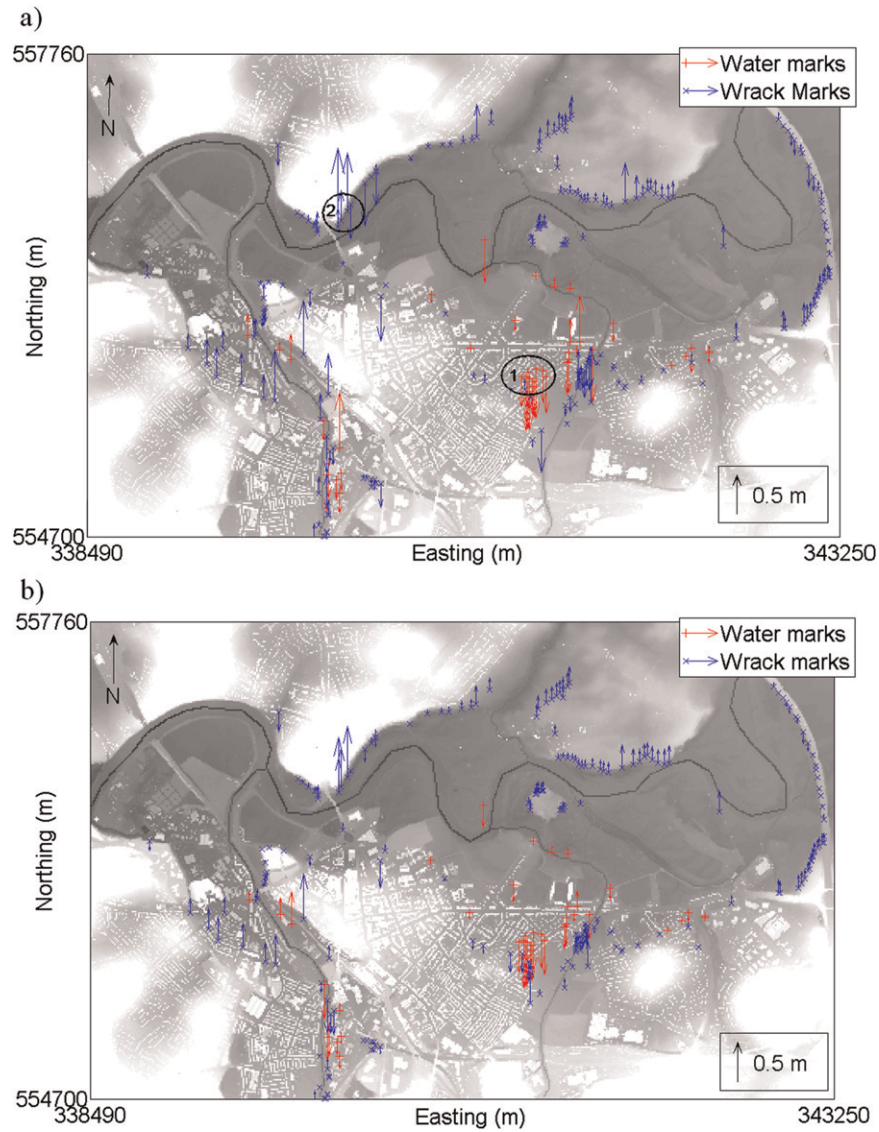 a)
557760
Water marks
Wrack Marks
N
2
1
Northing (m)
0.5 m
554700
338490
Easting (m)
343250
b)
557760
Water marks
Wrack marks
N
Northing (m)
0.5 m
554700
338490
Easting (m)
343250